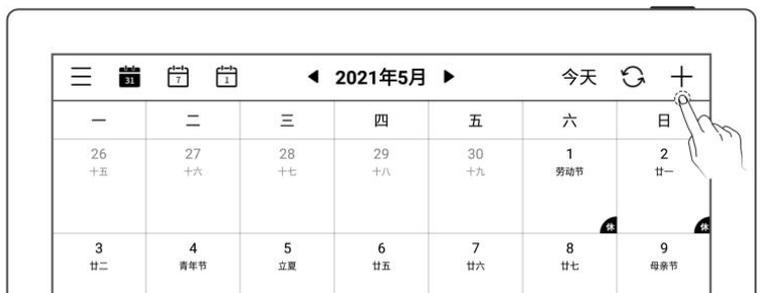 31 7 1 2021年5月 今天
一 二 三 四 五 六 日
26 27 28 29 30 1 2
十五 十六 十七 十八 十九 劳动节 廿一
休 休
3 4 5 6 7 8 9
廿二 青年节 立夏 廿五 廿六 廿七 母亲节